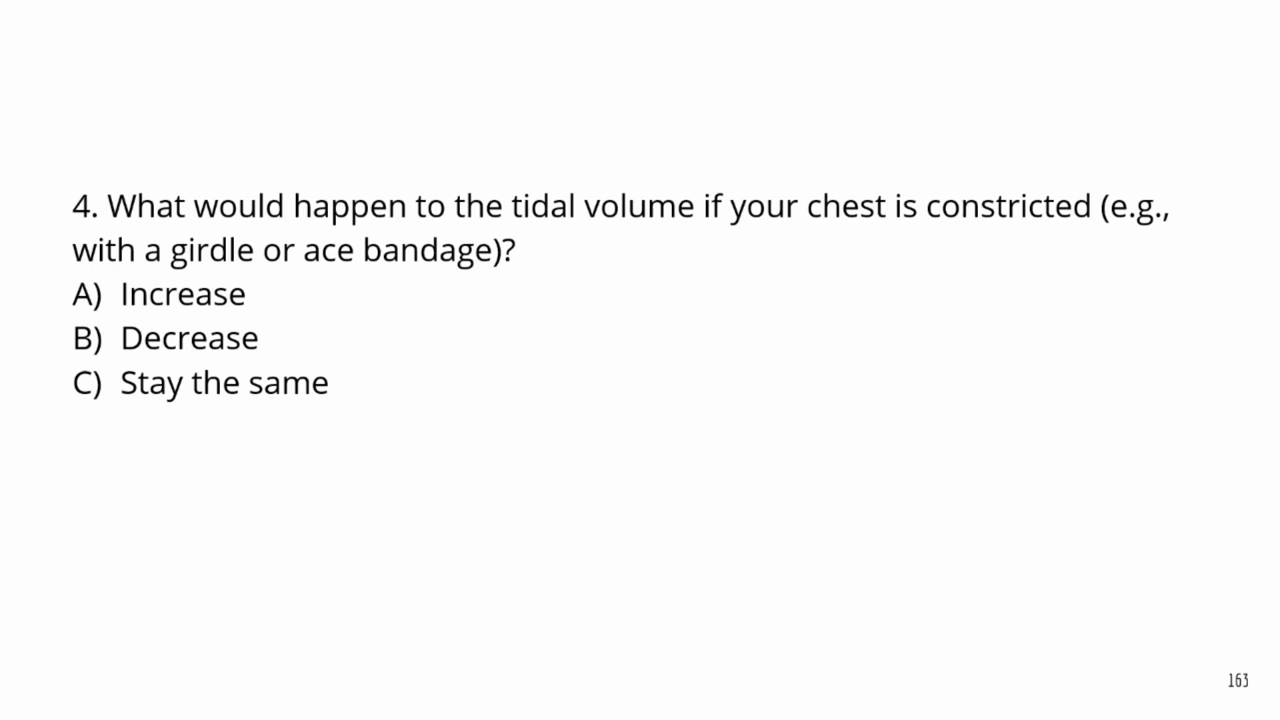 4. What would happen to the tidal volume if your chest is constricted (e.g.,
with a girdle or ace bandage)?
A) Increase
B) Decrease
C) Stay the same
163